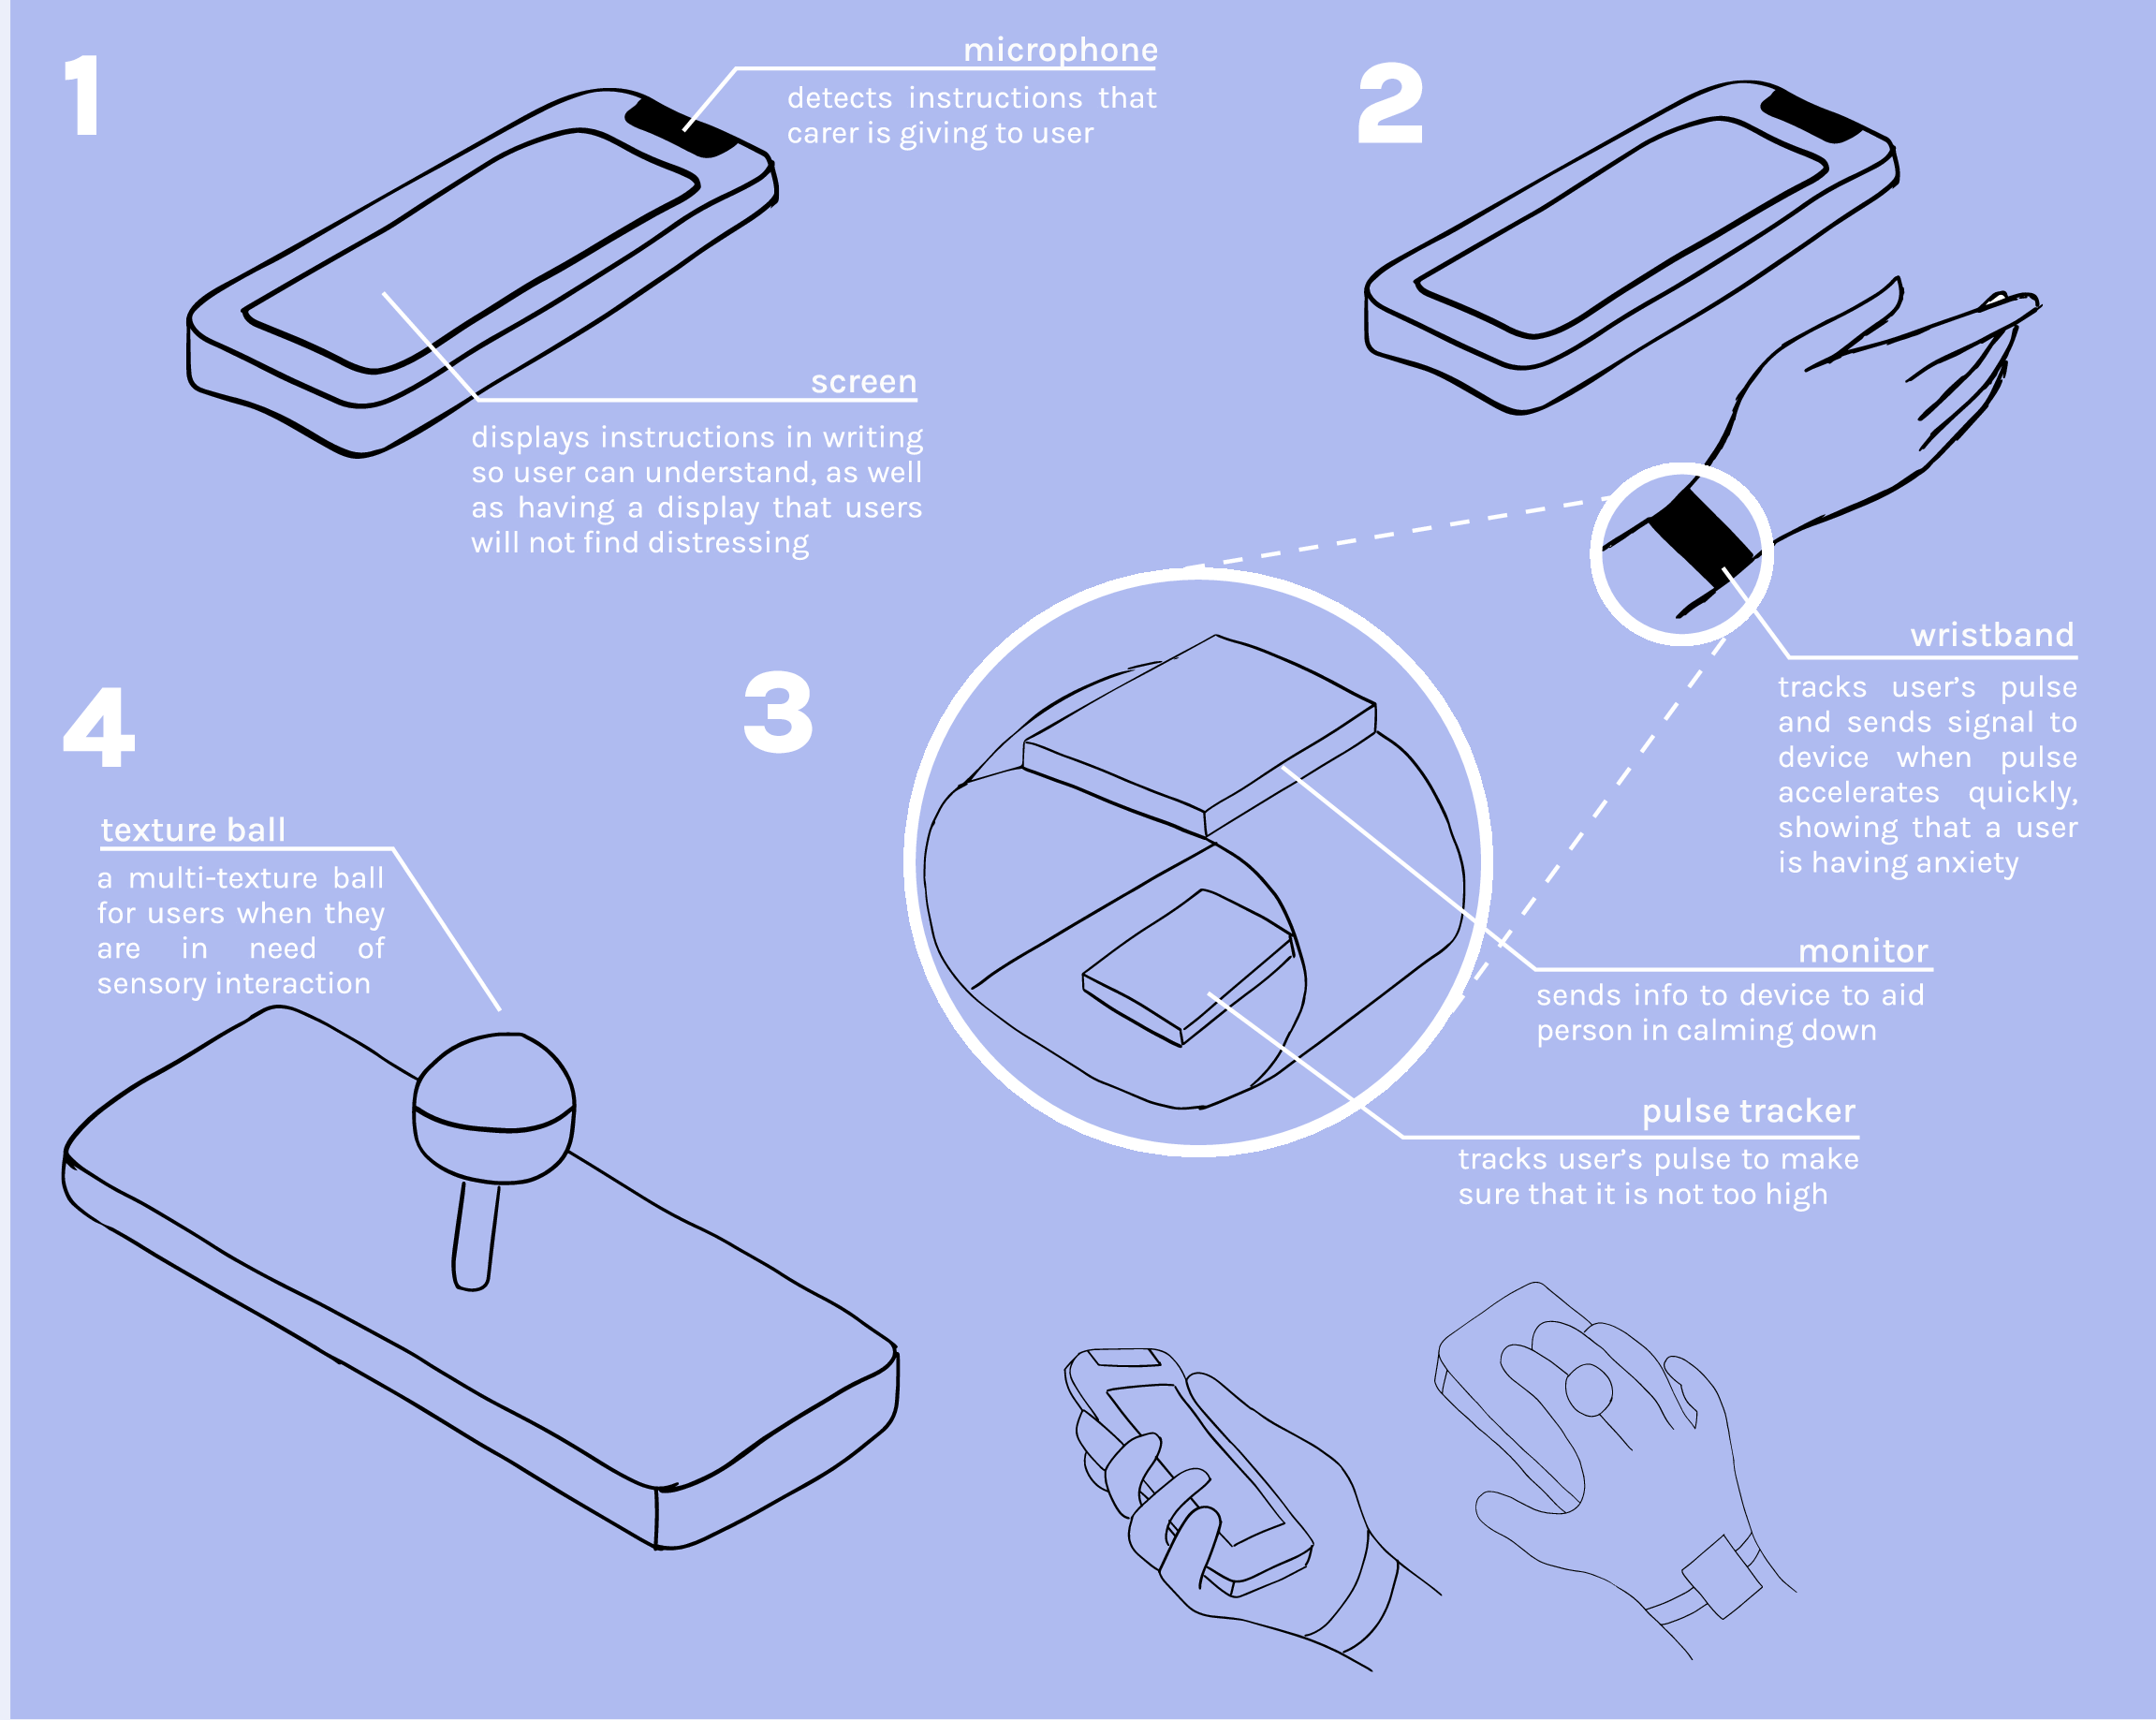 1
microphone
detects instructions that
carer is giving to user
screen
displays instructions in writing
so user can understand, as well
as having a display that users
will not find distressing
2
wristband
tracks user's pulse
and sends signal to
device when pulse
accelerates quickly,
showing that a user
is having anxiety
3
monitor
sends info to device to aid
person in calming down
pulse tracker
tracks user's pulse to make
sure that it is not too high
4
texture ball
a multi-texture ball
for users when they
are in need of
sensory interaction